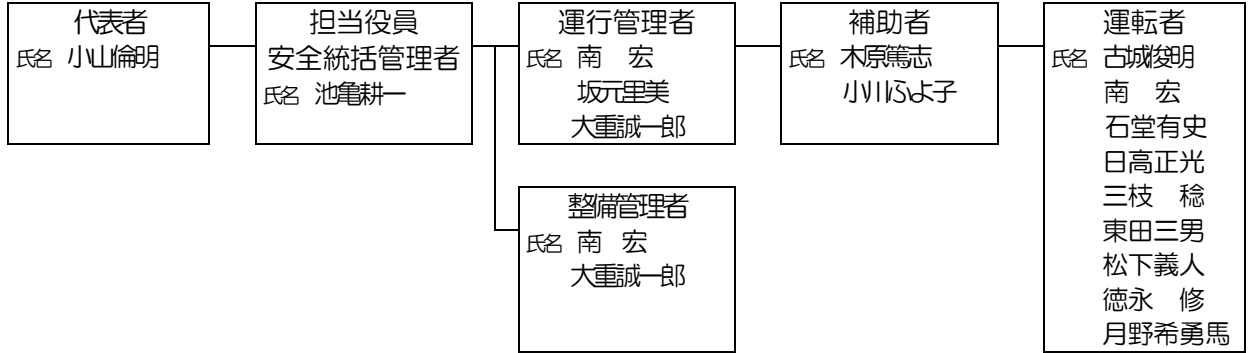 代表者
氏名 小山倫明
担当役員
安全統括管理者
氏名 池亀耕一
運行管理者
氏名 南　宏
坂元里美
大重誠一郎
補助者
氏名 木原篤志
小川ふよ子
運転者
氏名 古城俊明
南　宏
石堂有史
日高正光
三枝　稔
東田三男
松下義人
徳永　修
月野希勇馬
整備管理者
氏名 南　宏
大重誠一郎